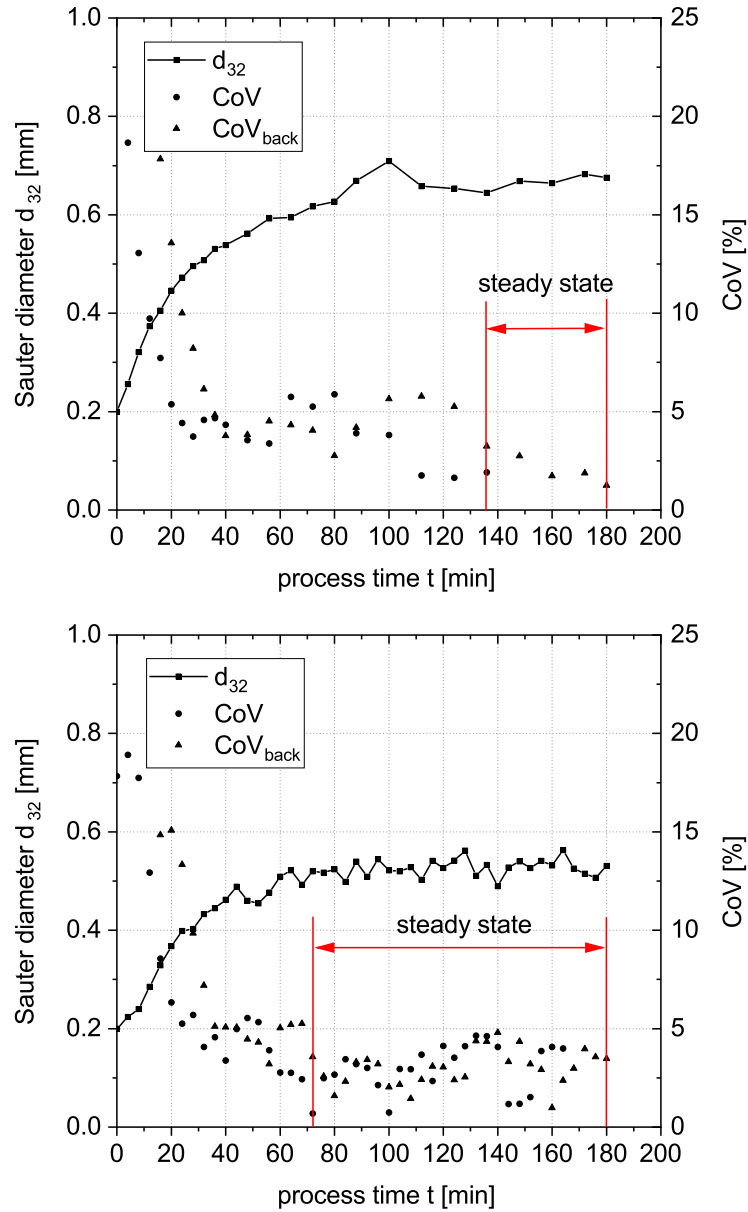 1.0
0.8
0.6
0.4
0.2
0.0
Sauter diameter d32 [mm]
25
20
15
10
5
0
CoV [%]
d32
CoV
CoVback
steady state
0 20 40 60 80 100 120 140 160 180 200
process time t [min]
1.0
0.8
0.6
0.4
0.2
0.0
Sauter diameter d32 [mm]
25
20
15
10
5
0
CoV [%]
d32
CoV
CoVback
steady state
0 20 40 60 80 100 120 140 160 180 200
process time t [min]